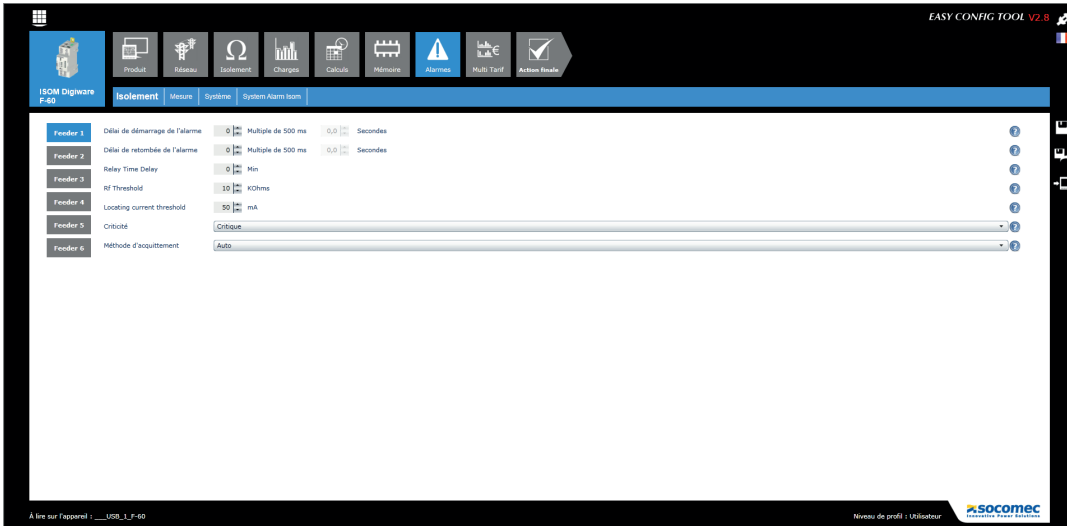 EASY CONFIG TOOL V2.8
Produit
Réseau
Isolement
Charges
Calculs
Mémoire
Alarmes
Multi Tarif
Action finale
ISOM Digiware
F-60
Isolement
Mesure
Système
System Alarm Isom
Feeder 1
Délai de démarrage de l'alarme 0 Multiple de 500 ms 0,0 Secondes
Feeder 2
Délai de retombée de l'alarme 0 Multiple de 500 ms 0,0 Secondes
Feeder 3
Relay Time Delay 0 Min
Rf Threshold 10 KOhms
Feeder 4
Locating current threshold 50 mA
Feeder 5
Criticité Critique
Feeder 6
Méthode d'acquittement Auto
À lire sur l'appareil : ___USB_1_F-60
Niveau de profil : Utilisateur
socomec
Innovative Power Solutions